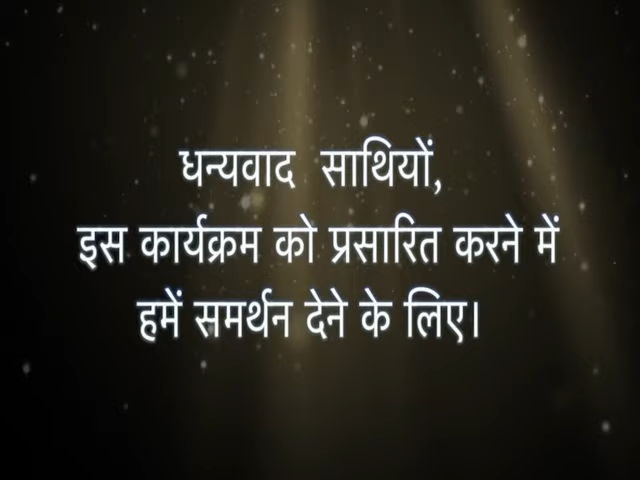 धन्यवाद साथियों,
इस कार्यक्रम को प्रसारित करने में
हमें समर्थन देने के लिए।